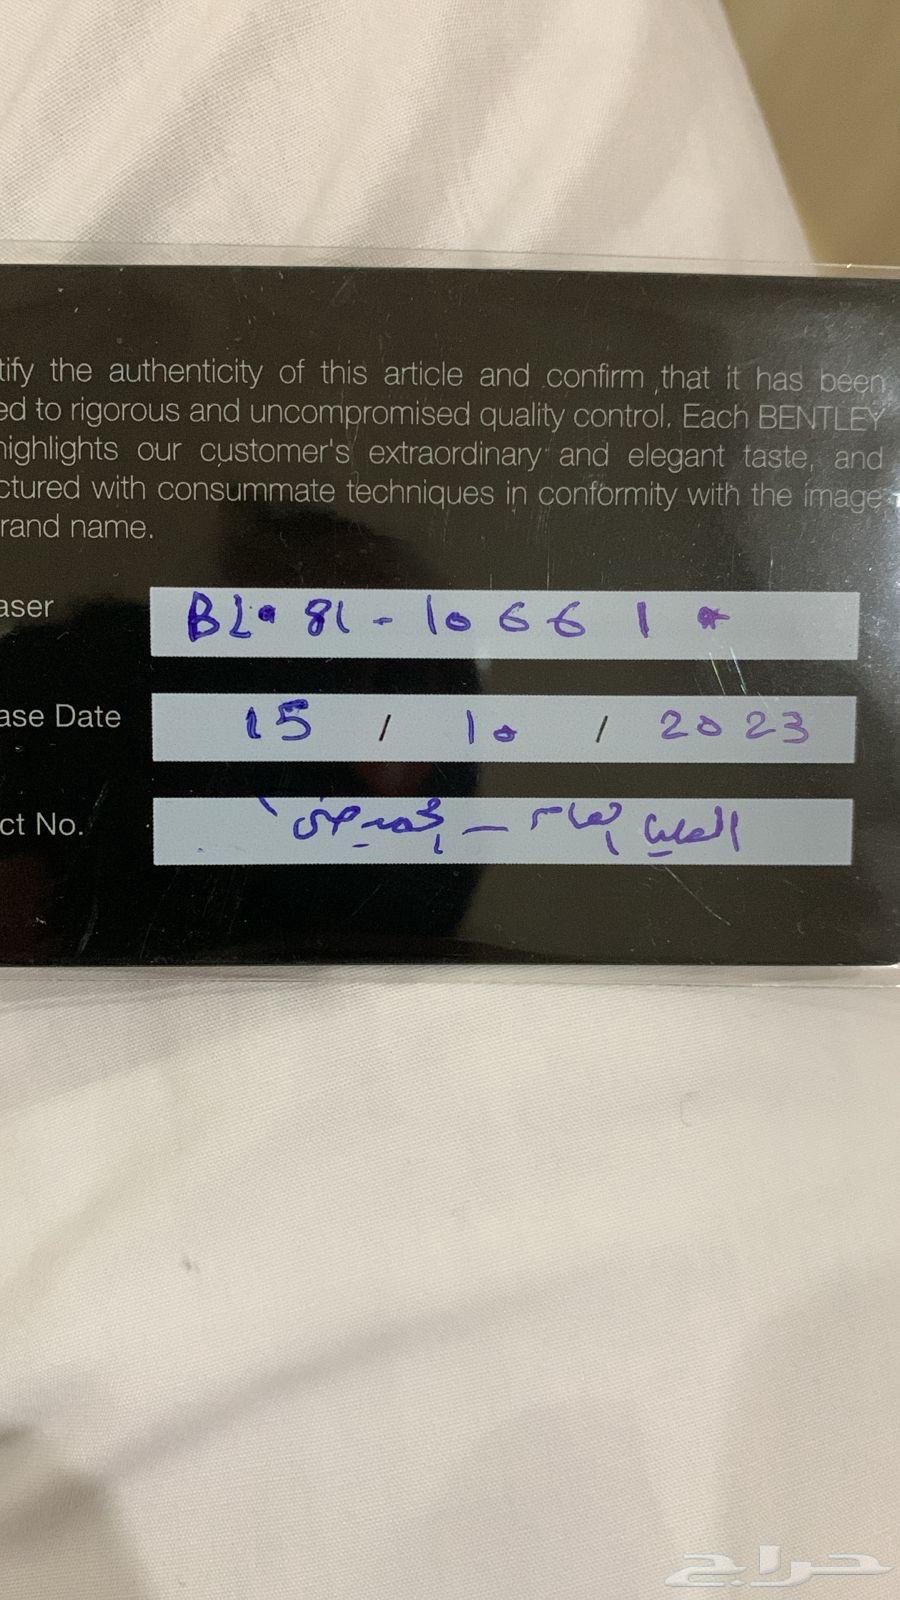 tify the authenticity of this article and confirm that it has been
ed to rigorous and uncompromised quality control. Each BENTLEY
highlights our customer's extraordinary and elegant taste, and
ctured with consummate techniques in conformity with the image
rand name.
aser
81 - 10661
ase Date 15 / 10 / 2023
ct No.
العليا
حراج